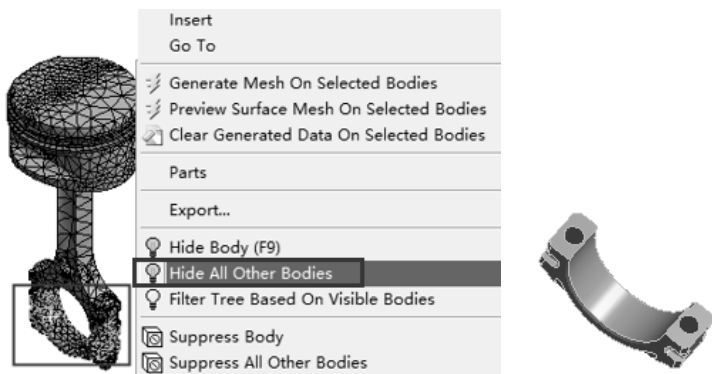 Insert
Go To
Generate Mesh On Selected Bodies
Preview Surface Mesh On Selected Bodies
Clear Generated Data On Selected Bodies
Parts
Export...
Hide Body (F9)
Hide All Other Bodies
Filter Tree Based On Visible Bodies
Suppress Body
Suppress All Other Bodies